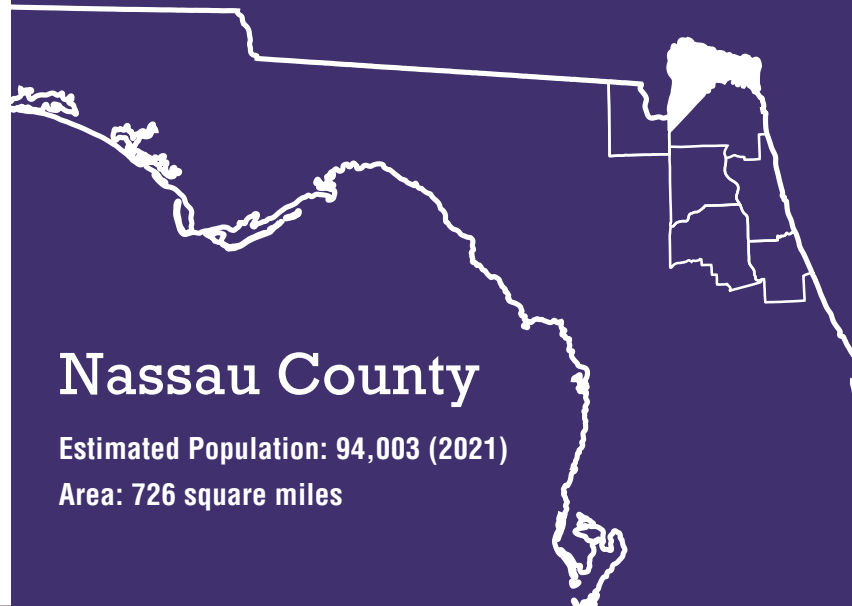 Nassau County
Estimated Population: 94,003 (2021)
Area: 726 square miles